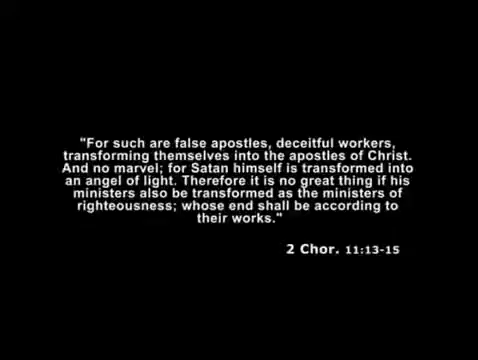 "For such are false apostles, deceitful workers,
transforming themselves into the apostles of Christ.
And no marvel; for Satan himself is transformed into
an angel of light. Therefore it is no great thing if his
ministers also be transformed as the ministers of
righteousness; whose end shall be according to
their works."
2 Chor. 11:13-15